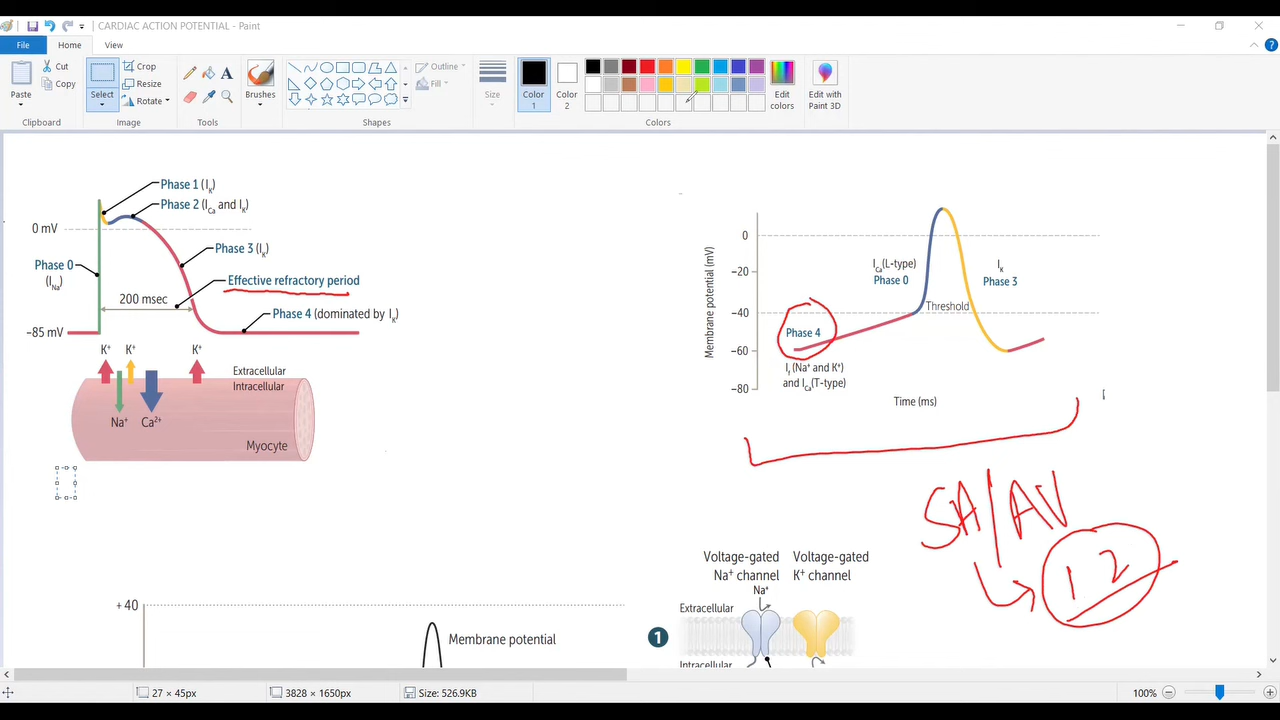 CARDIAC ACTION POTENTIAL - Paint
File Home View
Paste
Cut
Copy
Clipboard
Select
Crop
Resize
Rotate
Image
A
Tools
Brushes
Outline
Fill
Shapes
Size
Color 1
Color 2
Colors
Edit colors
Edit with Paint 3D
?
Phase 1 (IK)
Phase 2 (ICa and IK)
0 mV
Phase 0
(INa)
Phase 3 (IK)
Effective refractory period
200 msec
Phase 4 (dominated by IK)
−85 mV
K⁺ K⁺ K⁺
Extracellular
Intracellular
Na⁺ Ca²⁺
Myocyte
Membrane potential (mV)
0
−20
−40
−60
−80
ICa(L-type)
Phase 0
IK
Phase 3
Threshold
Phase 4
If (Na⁺ and K⁺)
and ICa(T-type)
Time (ms)
SA/AV
1 2
+40
Membrane potential
Voltage-gated
Na⁺ channel
Voltage-gated
K⁺ channel
Na⁺
Extracellular
1
Intracellular
27 × 45px
3828 × 1650px
Size: 526.9KB
100%